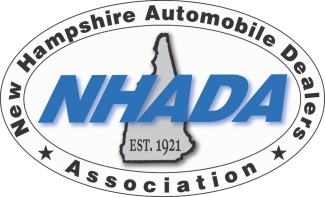 New Hampshire Automobile Dealers
NHADA
EST. 1921
★ Association ★